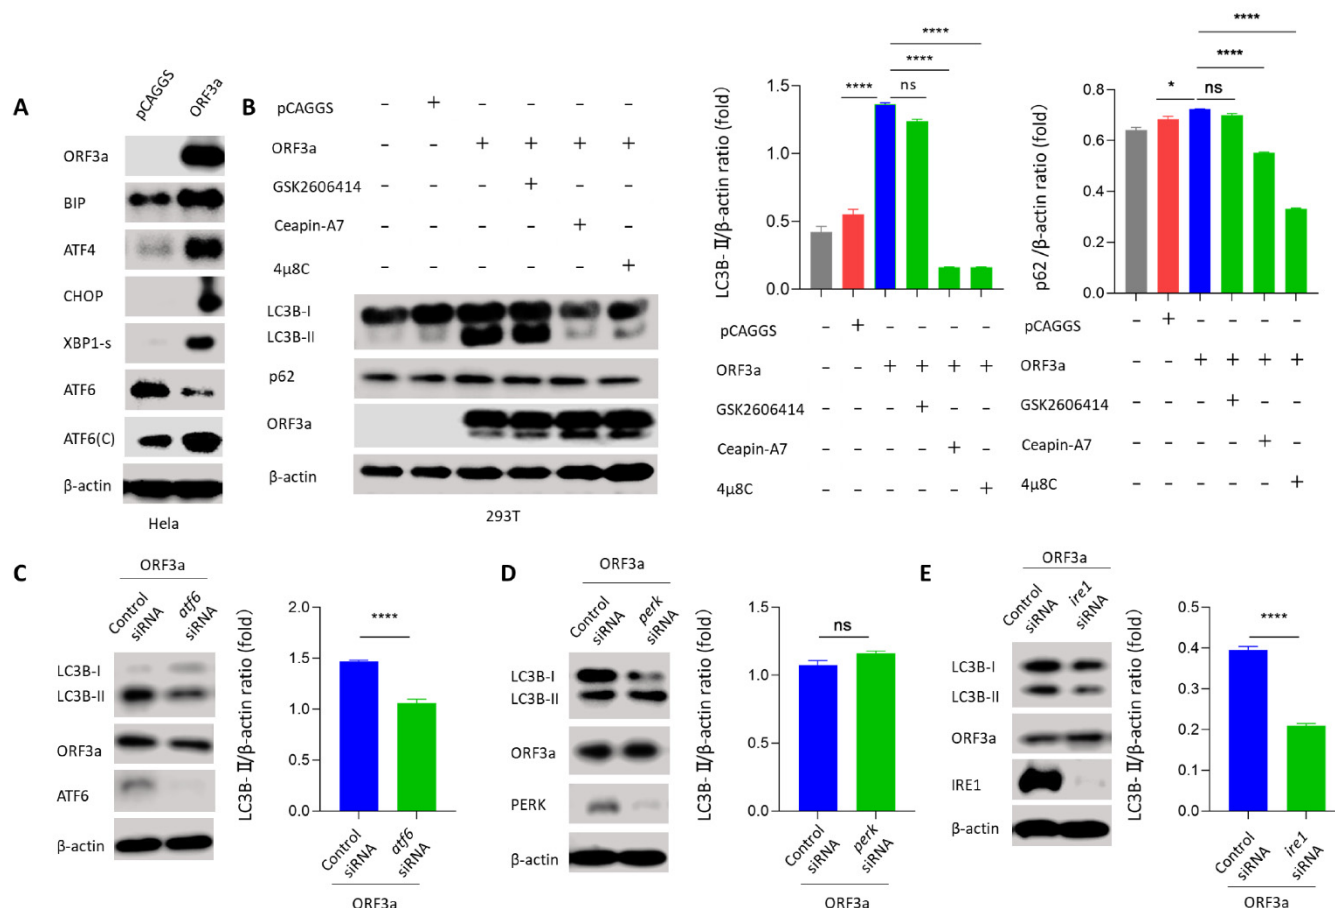 A
pCAGGS
ORF3a
ORF3a
BIP
ATF4
CHOP
XBP1-s
ATF6
ATF6(C)
β-actin
Hela
B
pCAGGS – + – – – –
ORF3a – – + + + +
GSK2606414 – – – + – –
Ceapin-A7 – – – – + –
4μ8C – – – – – +
LC3B-I
LC3B-II
p62
ORF3a
β-actin
293T
LC3B- Ⅱ/β-actin ratio (fold)
1.5
1.0
0.5
0.0
****
****
****
ns
pCAGGS – + – – – –
ORF3a – – + + + +
GSK2606414 – – – + – –
Ceapin-A7 – – – – + –
4μ8C – – – – – +
p62 /β-actin ratio (fold)
0.8
0.6
0.4
0.2
0.0
****
****
* ns
pCAGGS – + – – – –
ORF3a – – + + + +
GSK2606414 – – – + – –
Ceapin-A7 – – – – + –
4μ8C – – – – – +
C
ORF3a
Control siRNA
atf6 siRNA
LC3B-I
LC3B-II
ORF3a
ATF6
β-actin
LC3B- Ⅱ/β-actin ratio (fold)
2.0
1.5
1.0
0.5
0.0
****
Control siRNA
atf6 siRNA
ORF3a
D
ORF3a
Control siRNA
perk siRNA
LC3B-I
LC3B-II
ORF3a
PERK
β-actin
LC3B- Ⅱ/β-actin ratio (fold)
1.5
1.0
0.5
0.0
ns
Control siRNA
perk siRNA
ORF3a
E
ORF3a
Control siRNA
ire1 siRNA
LC3B-I
LC3B-II
ORF3a
IRE1
β-actin
LC3B- Ⅱ/β-actin ratio (fold)
0.5
0.4
0.3
0.2
0.1
0.0
****
Control siRNA
ire1 siRNA
ORF3a